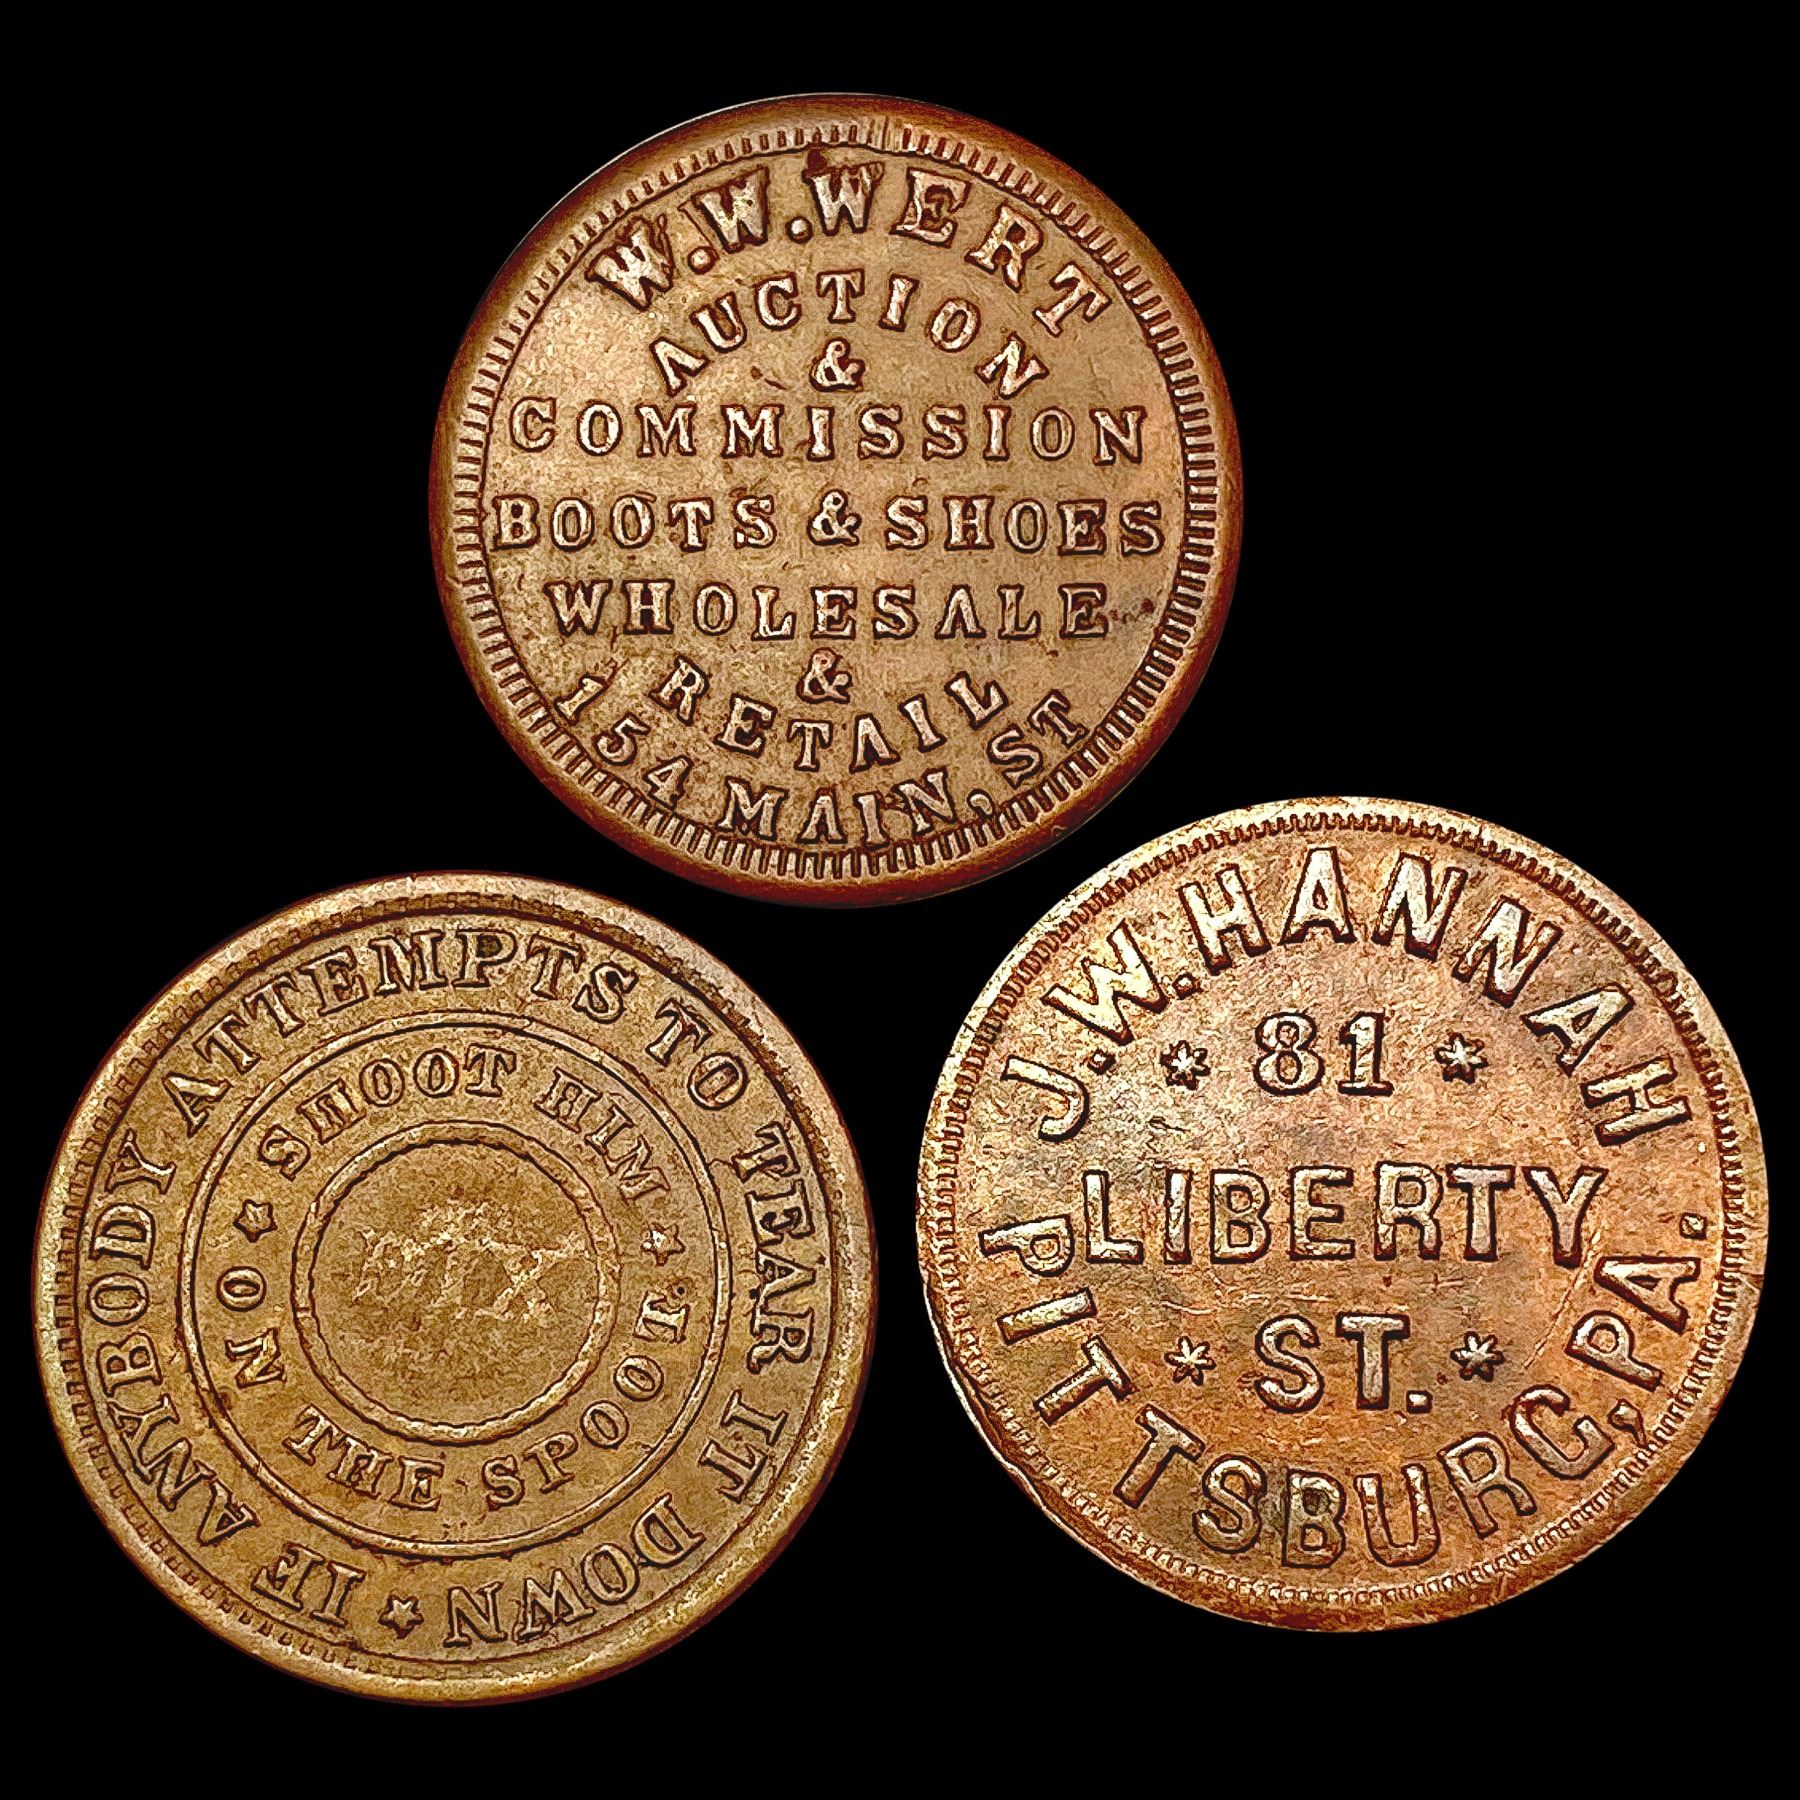 W.W.WERT
AUCTION
&
COMMISSION
BOOTS & SHOES
WHOLESALE
&
RETAIL
154 MAIN, ST
IF ANYBODY ATTEMPTS TO TEAR IT DOWN
SHOOT HIM
NO THE SPOOT
J.W.HANNAH
81
LIBERTY
ST.
PITTSBURG, PA.